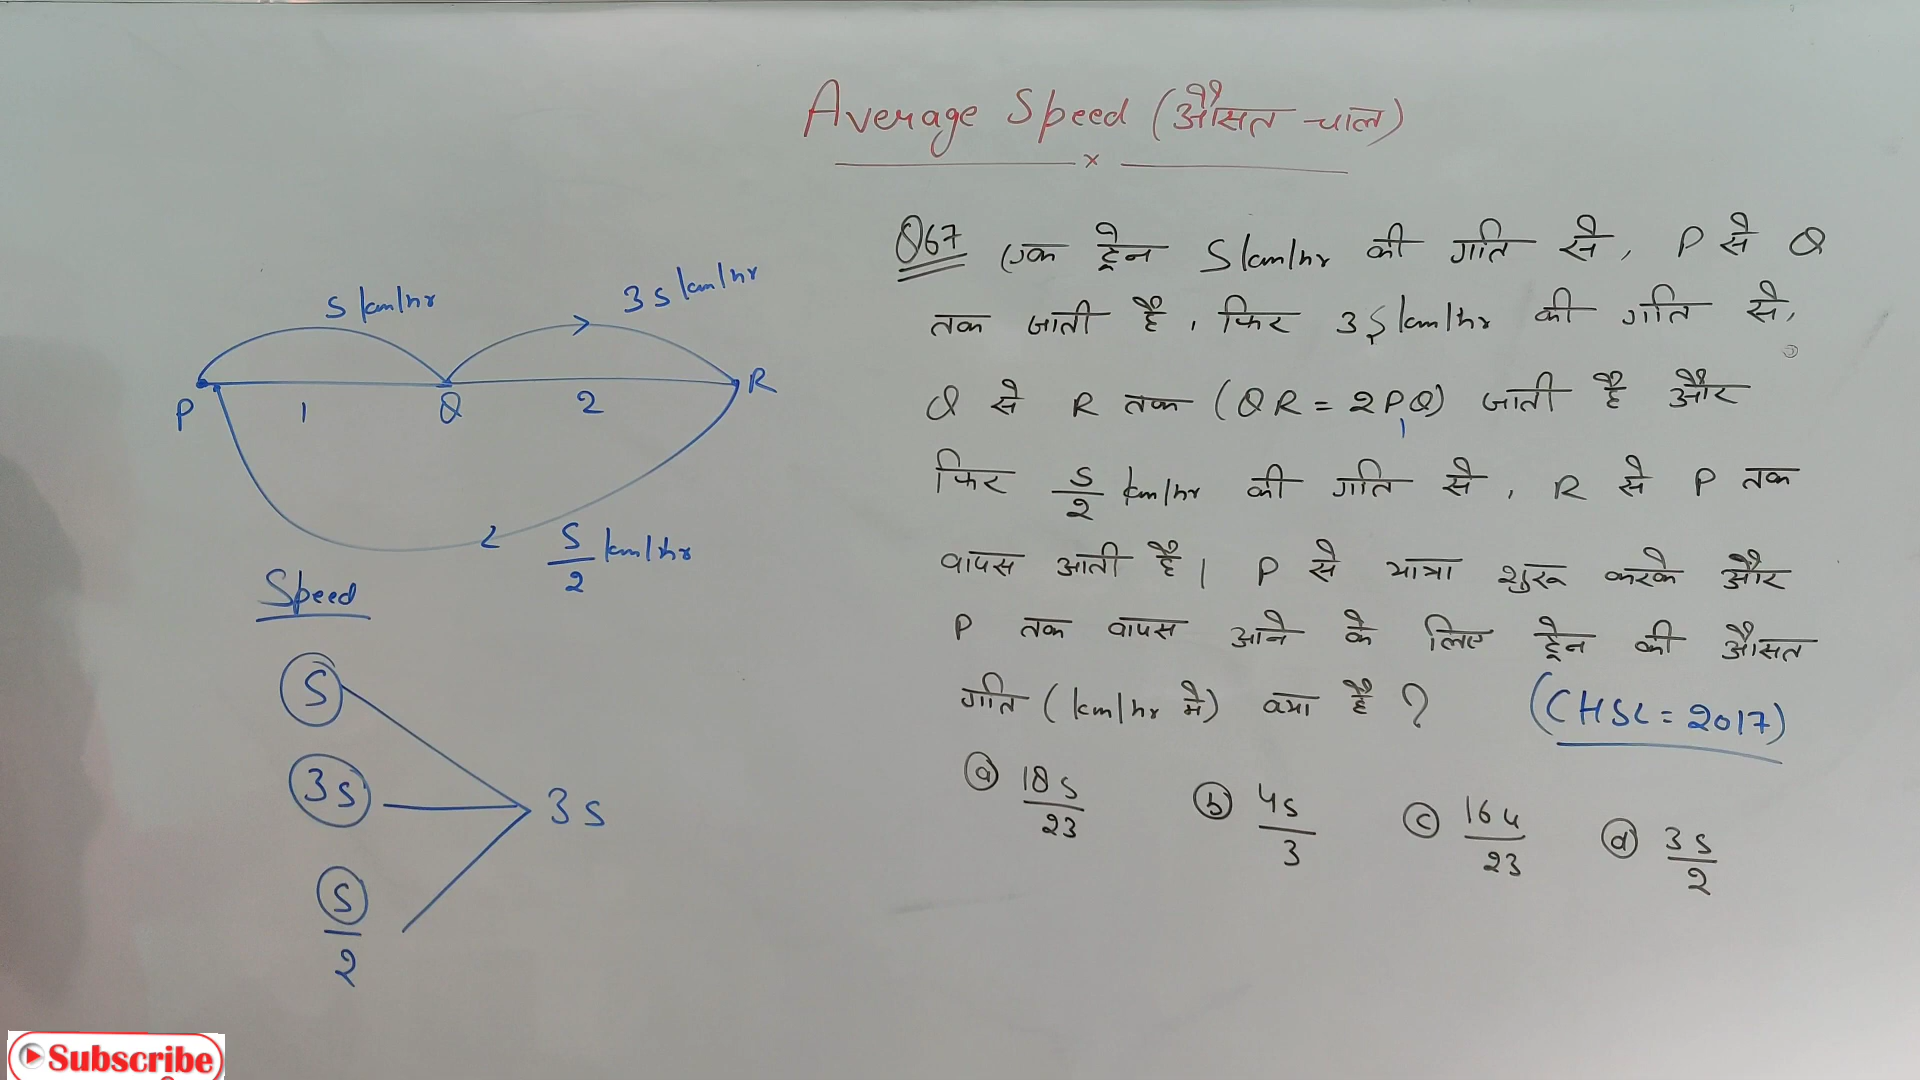 Average Speed (औसत चाल)
x
Q67 एक ट्रेन S km/hr की गति से, P से Q
तक जाती है, फिर 3S km/hr की गति से,
Q से R तक (QR = 2PQ) जाती है और
1
फिर S/2 km/hr की गति से, R से P तक
वापस आती है। P से यात्रा शुरू करके और
P तक वापस आने के लिए ट्रेन की औसत
गति (km/hr में) क्या है ? (CHSL = 2017)
(a) 18s/23 (b) 4s/3 (c) 16u/23 (d) 3s/2
S km/hr 3s km/hr
P 1 Q 2 R
S/2 km/hr
Speed
S
3s 3s
S/2
Subscribe